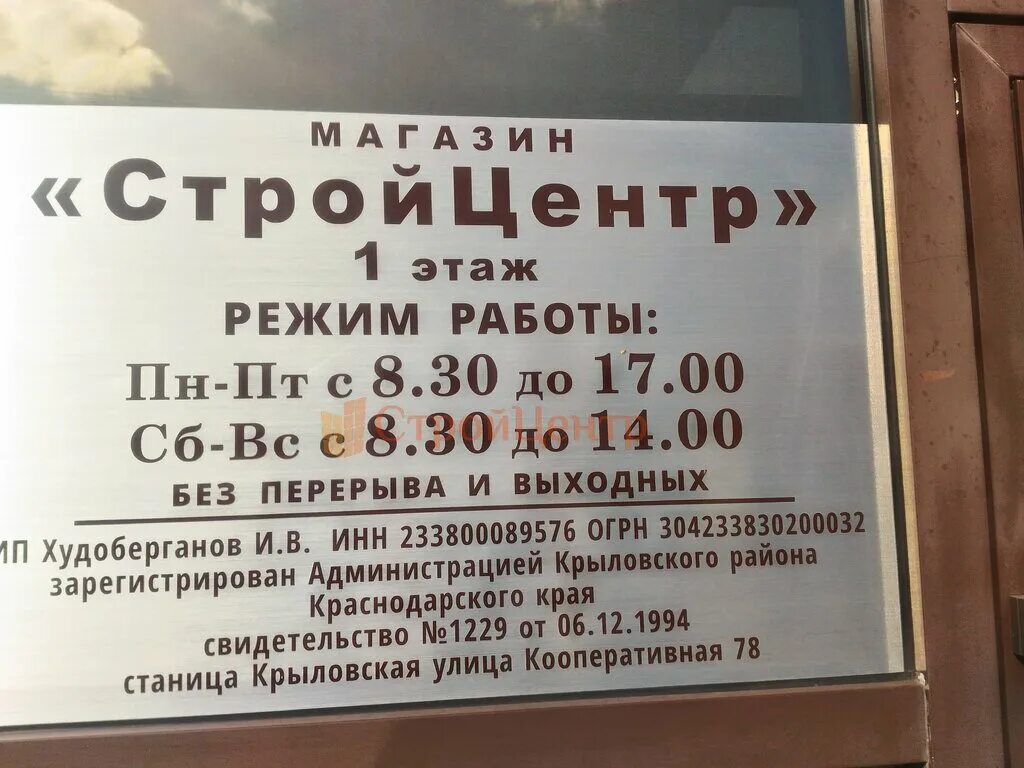 МАГАЗИН
«СтройЦентр»
1 этаж
РЕЖИМ РАБОТЫ:
Пн-Пт с 8.30 до 17.00
Сб-Вс с 8.30 до 14.00
СтройЦентр
БЕЗ ПЕРЕРЫВА И ВЫХОДНЫХ
ИП Худоберганов И.В. ИНН 233800089576 ОГРН 304233830200032
зарегистрирован Администрацией Крыловского района
Краснодарского края
свидетельство №1229 от 06.12.1994
станица Крыловская улица Кооперативная 78